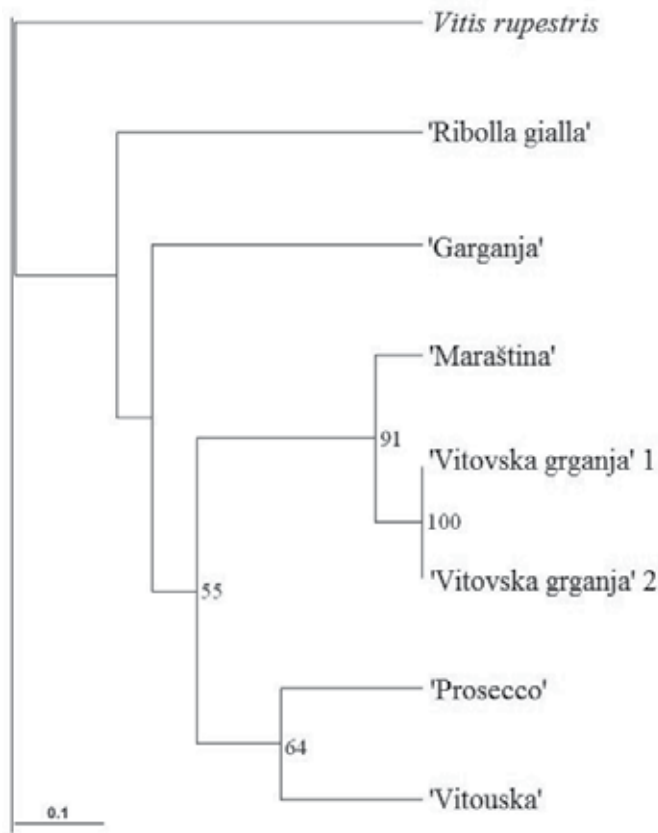 Vitis rupestris
'Ribolla gialla'
'Garganja'
'Maraština'
91
'Vitovska grganja' 1
100
'Vitovska grganja' 2
55
'Prosecco'
64
'Vitouska'
0.1